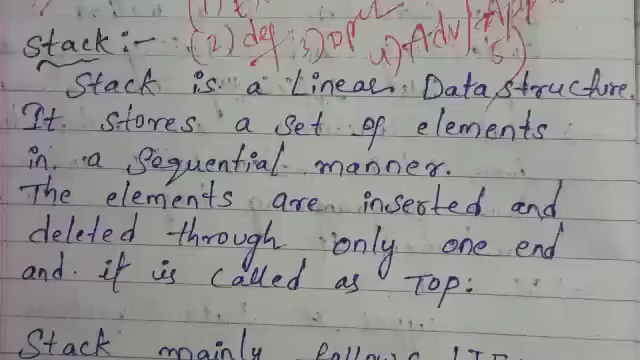 (2) def 3) op 4) Adv/App
Stack:- 5)
Stack is a Linear Data structure.
It stores a set of elements
in a Sequential manner.
The elements are inserted and
deleted through only one end
and it is called as Top.
Stack mainly follows